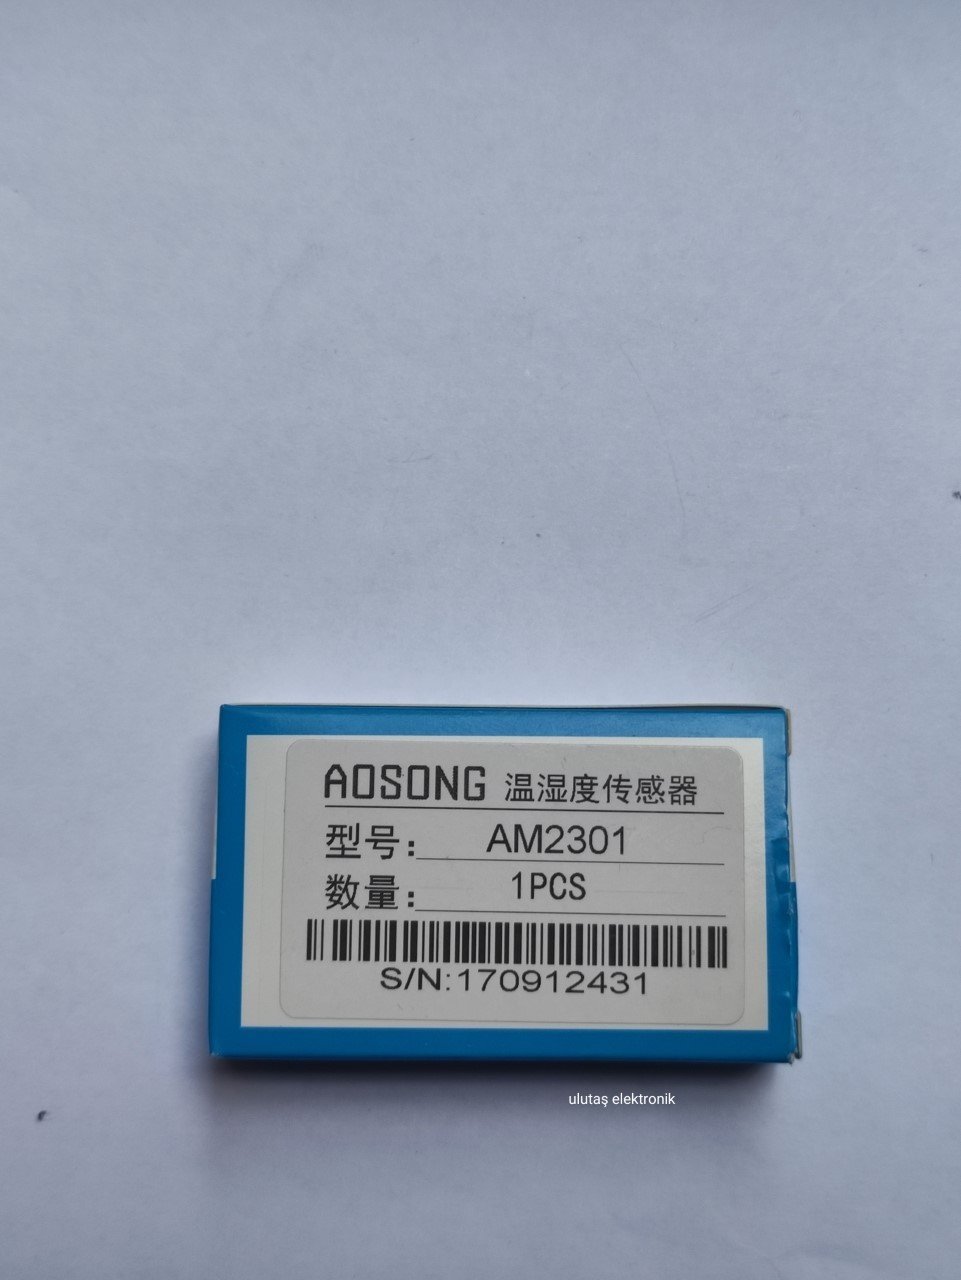 AOSONG 温湿度传感器
型号: AM2301
数量: 1PCS
S/N:170912431
ulutaş elektronik